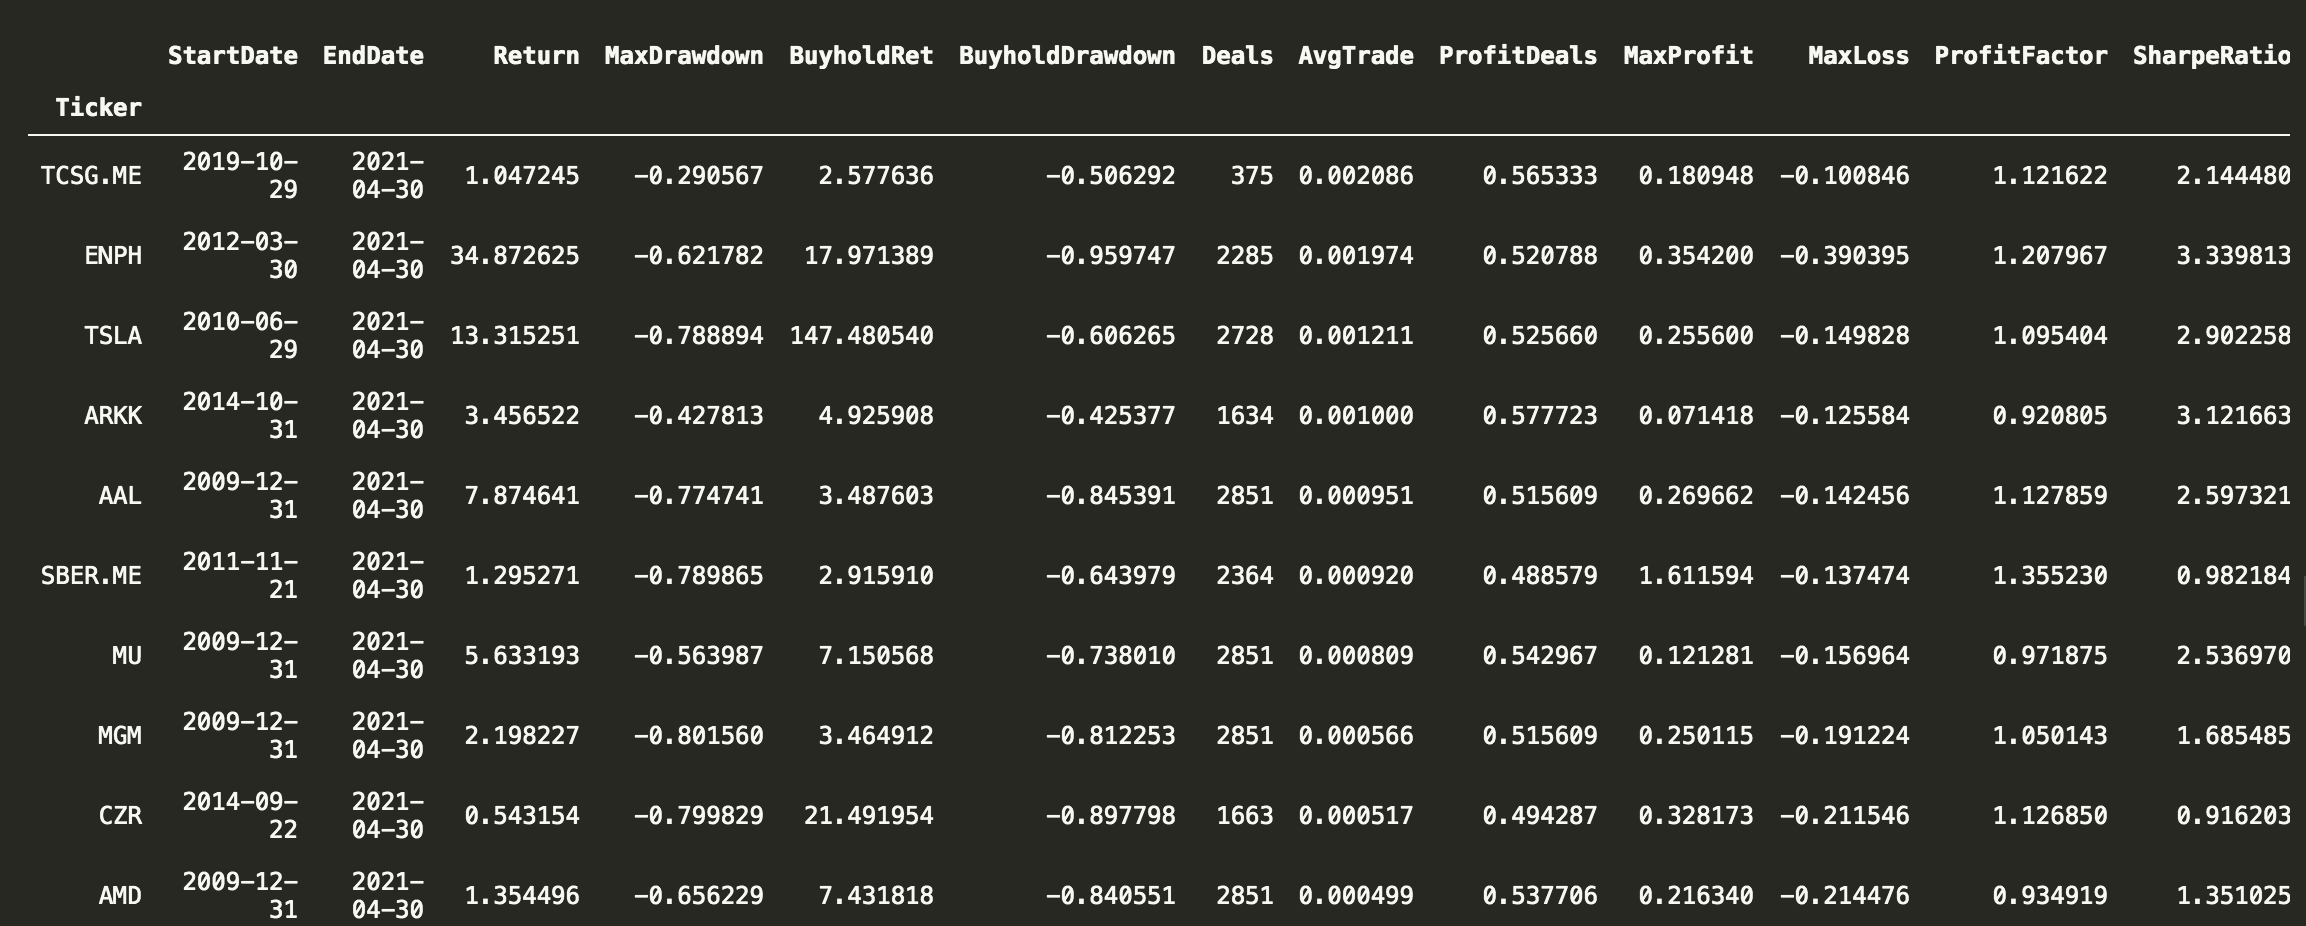 StartDate EndDate Return MaxDrawdown BuyholdRet BuyholdDrawdown Deals AvgTrade ProfitDeals MaxProfit MaxLoss ProfitFactor SharpeRatio
Ticker
TCSG.ME 2019-10-29 2021-04-30 1.047245 -0.290567 2.577636 -0.506292 375 0.002086 0.565333 0.180948 -0.100846 1.121622 2.144480
ENPH 2012-03-30 2021-04-30 34.872625 -0.621782 17.971389 -0.959747 2285 0.001974 0.520788 0.354200 -0.390395 1.207967 3.339813
TSLA 2010-06-29 2021-04-30 13.315251 -0.788894 147.480540 -0.606265 2728 0.001211 0.525660 0.255600 -0.149828 1.095404 2.902258
ARKK 2014-10-31 2021-04-30 3.456522 -0.427813 4.925908 -0.425377 1634 0.001000 0.577723 0.071418 -0.125584 0.920805 3.121663
AAL 2009-12-31 2021-04-30 7.874641 -0.774741 3.487603 -0.845391 2851 0.000951 0.515609 0.269662 -0.142456 1.127859 2.597321
SBER.ME 2011-11-21 2021-04-30 1.295271 -0.789865 2.915910 -0.643979 2364 0.000920 0.488579 1.611594 -0.137474 1.355230 0.982184
MU 2009-12-31 2021-04-30 5.633193 -0.563987 7.150568 -0.738010 2851 0.000809 0.542967 0.121281 -0.156964 0.971875 2.536970
MGM 2009-12-31 2021-04-30 2.198227 -0.801560 3.464912 -0.812253 2851 0.000566 0.515609 0.250115 -0.191224 1.050143 1.685485
CZR 2014-09-22 2021-04-30 0.543154 -0.799829 21.491954 -0.897798 1663 0.000517 0.494287 0.328173 -0.211546 1.126850 0.916203
AMD 2009-12-31 2021-04-30 1.354496 -0.656229 7.431818 -0.840551 2851 0.000499 0.537706 0.216340 -0.214476 0.934919 1.351025